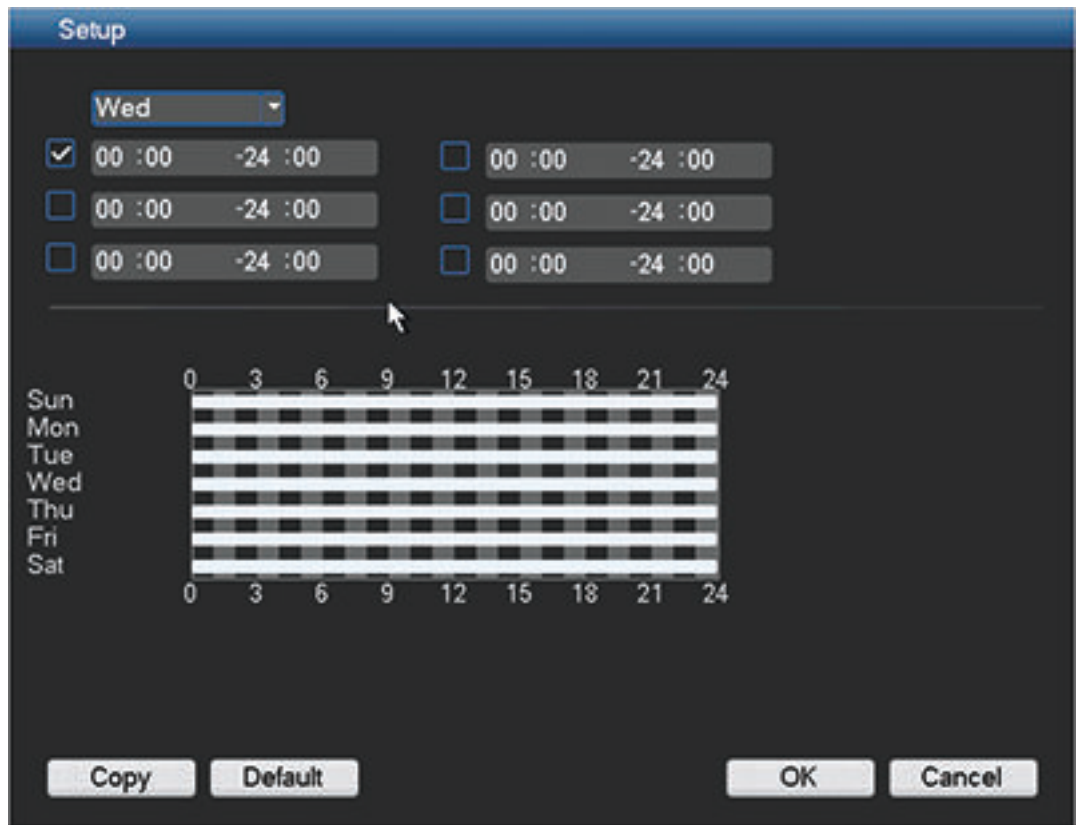 Setup
Wed
00 :00 -24 :00 00 :00 -24 :00
00 :00 -24 :00 00 :00 -24 :00
00 :00 -24 :00 00 :00 -24 :00
0 3 6 9 12 15 18 21 24
Sun
Mon
Tue
Wed
Thu
Fri
Sat
0 3 6 9 12 15 18 21 24
Copy Default OK Cancel